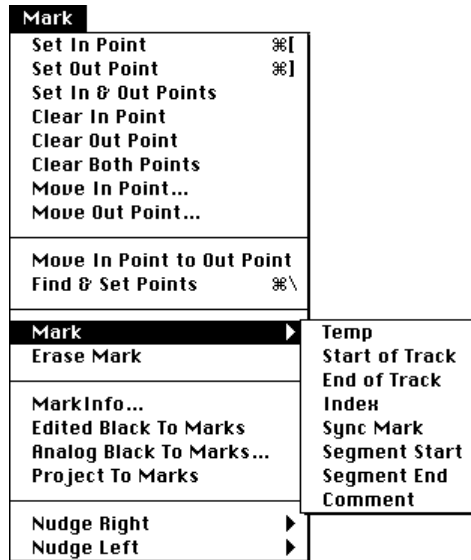 Mark
Set In Point ⌘[
Set Out Point ⌘]
Set In & Out Points
Clear In Point
Clear Out Point
Clear Both Points
Move In Point...
Move Out Point...
Move In Point to Out Point
Find & Set Points ⌘\
Mark
Erase Mark
MarkInfo...
Edited Black To Marks
Analog Black To Marks...
Project To Marks
Nudge Right
Nudge Left
Temp
Start of Track
End of Track
Index
Sync Mark
Segment Start
Segment End
Comment